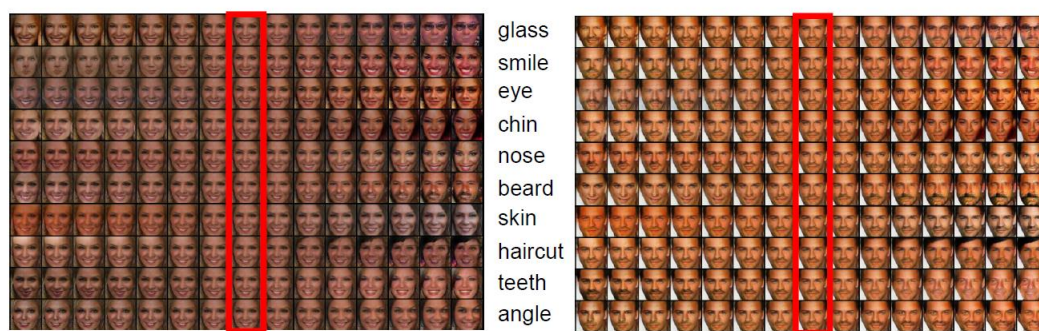 glass
smile
eye
chin
nose
beard
skin
haircut
teeth
angle